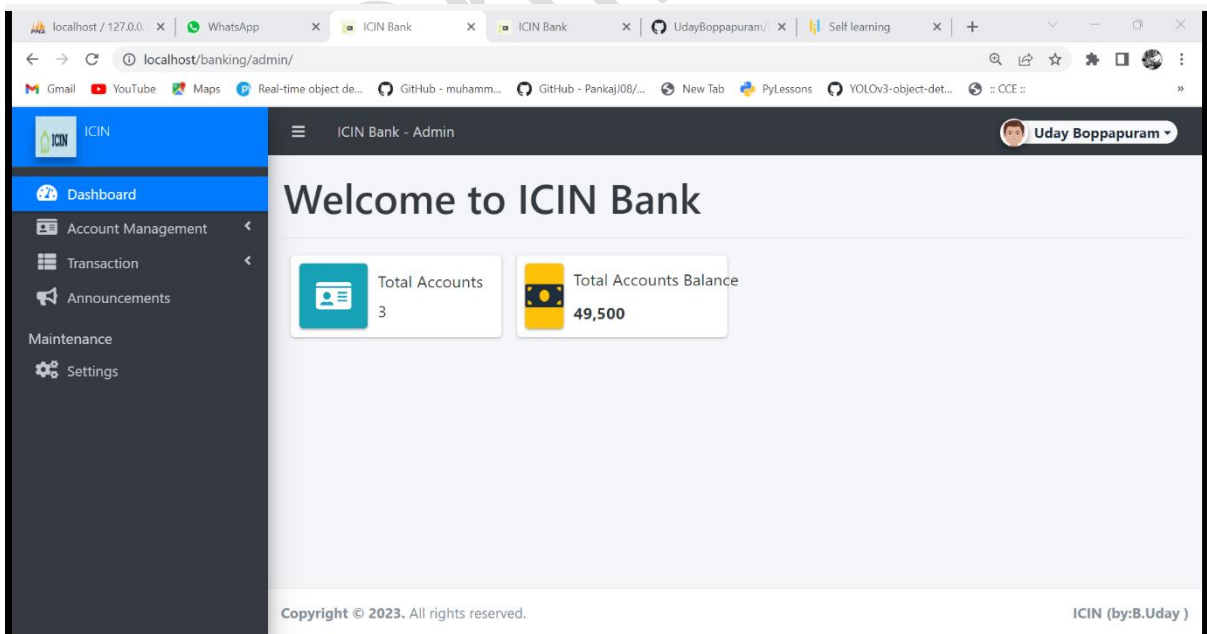 localhost / 127.0.0.
WhatsApp
ICIN Bank
ICIN Bank
UdayBoppapuram/
Self learning
localhost/banking/admin/
Gmail
YouTube
Maps
Real-time object de...
GitHub - muhamm...
GitHub - PankajJ08/...
New Tab
PyLessons
YOLOv3-object-det...
:: CCE ::
»
ICIN
ICIN
ICIN Bank - Admin
Uday Boppapuram
Dashboard
Account Management
Transaction
Announcements
Maintenance
Settings
Welcome to ICIN Bank
Total Accounts
3
Total Accounts Balance
49,500
Copyright © 2023. All rights reserved.
ICIN (by:B.Uday )